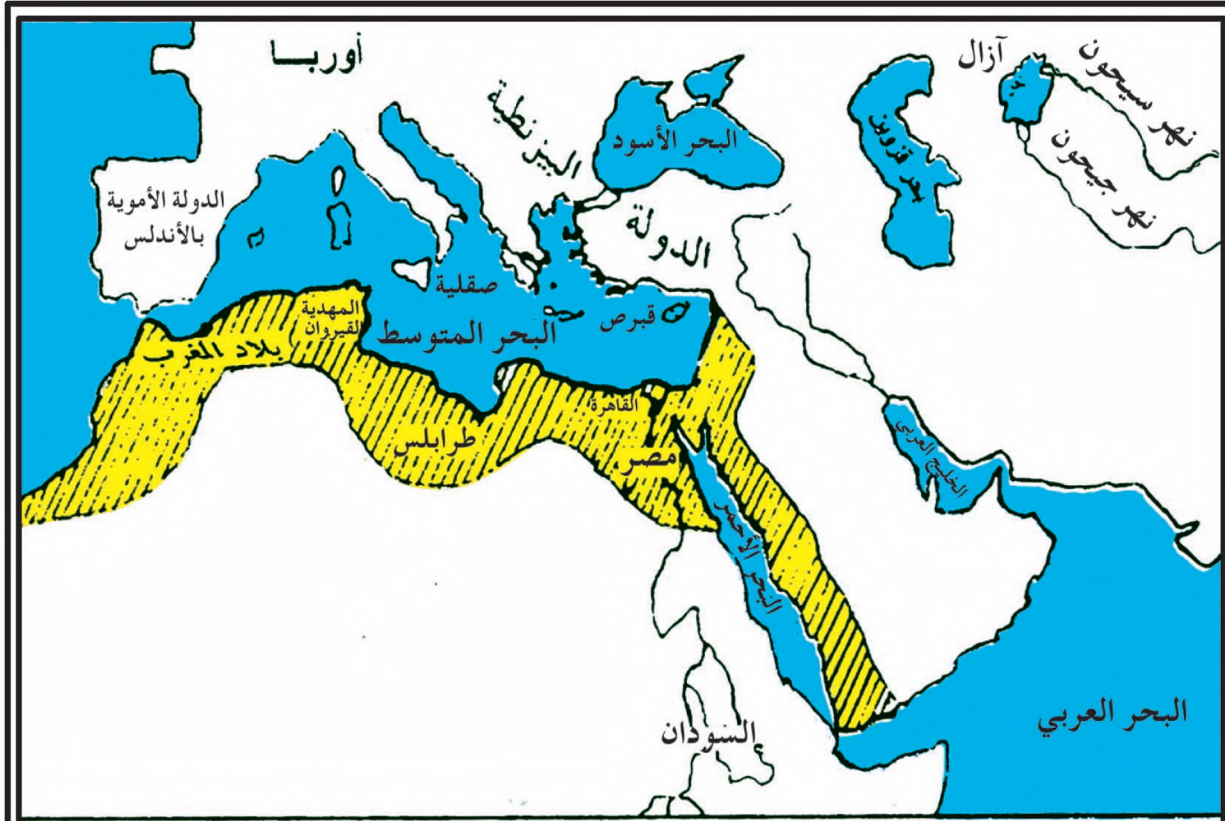 أوربا
آزال
نهر سيحون
نهر جيحون
بحر قزوين
البحر الأسود
البيزنطية
الدولة
الدولة الأموية
بالأندلس
صقلية
قبرص
البحر المتوسط
المهدية
القيروان
بلاد المغرب
طرابلس
القاهرة
مصر
الخليج العربي
البحر الأحمر
السودان
البحر العربي